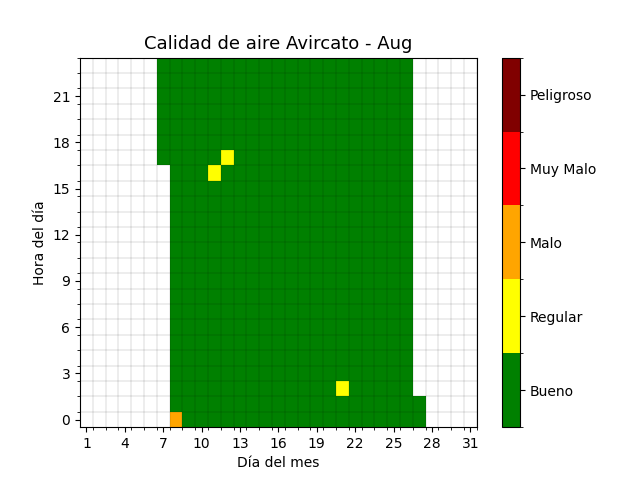 Calidad de aire Avircato - Aug
Hora del día
21
18
15
12
9
6
3
0
1 4 7 10 13 16 19 22 25 28 31
Día del mes
Peligroso
Muy Malo
Malo
Regular
Bueno